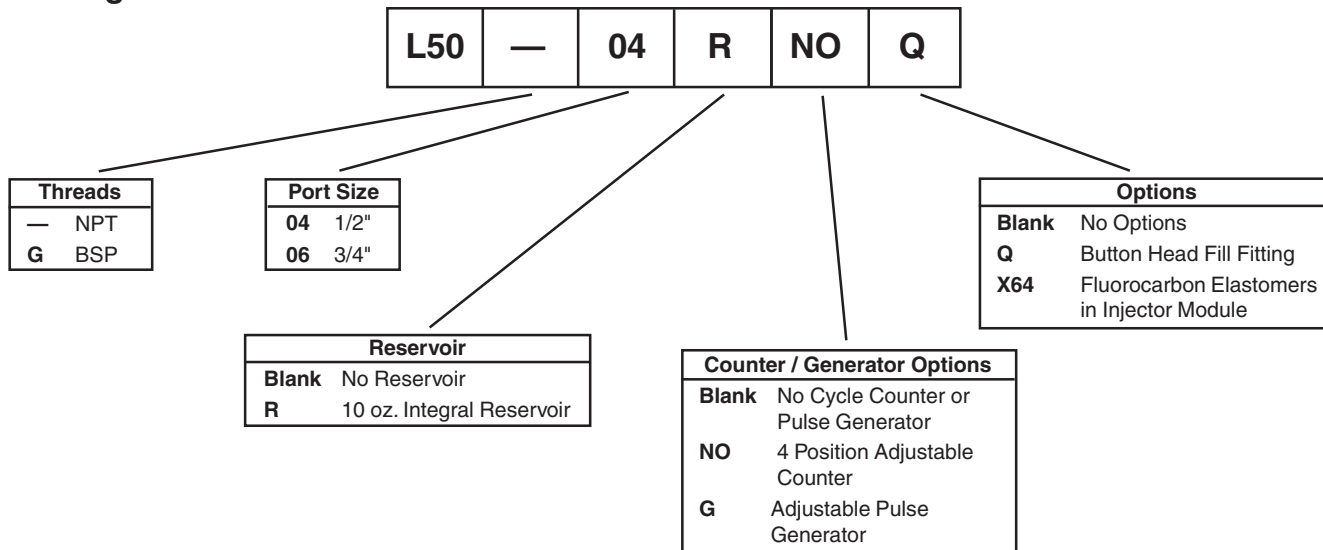 L50 — 04 R NO Q
Threads
— NPT
G BSP
Port Size
04 1/2"
06 3/4"
Options
Blank No Options
Q Button Head Fill Fitting
X64 Fluorocarbon Elastomers
in Injector Module
Reservoir
Blank No Reservoir
R 10 oz. Integral Reservoir
Counter / Generator Options
Blank No Cycle Counter or
Pulse Generator
NO 4 Position Adjustable
Counter
G Adjustable Pulse
Generator